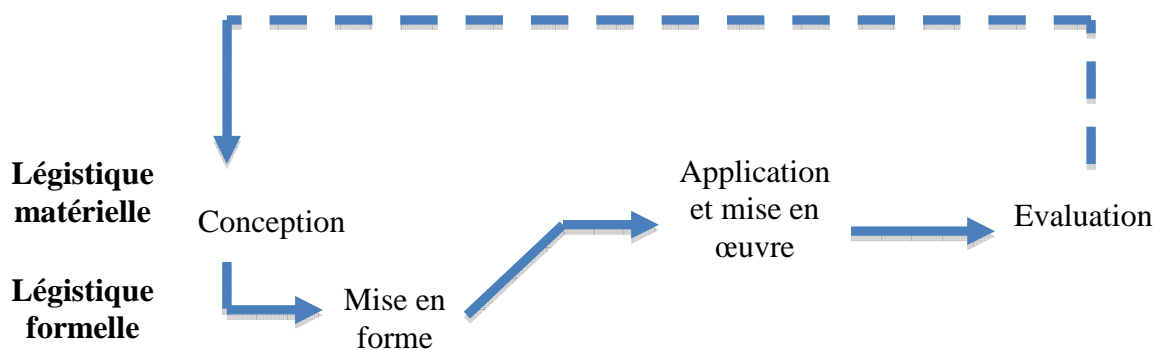 Légistique
matérielle
Conception
Application
et mise en
œuvre
Evaluation
Légistique
formelle
Mise en
forme